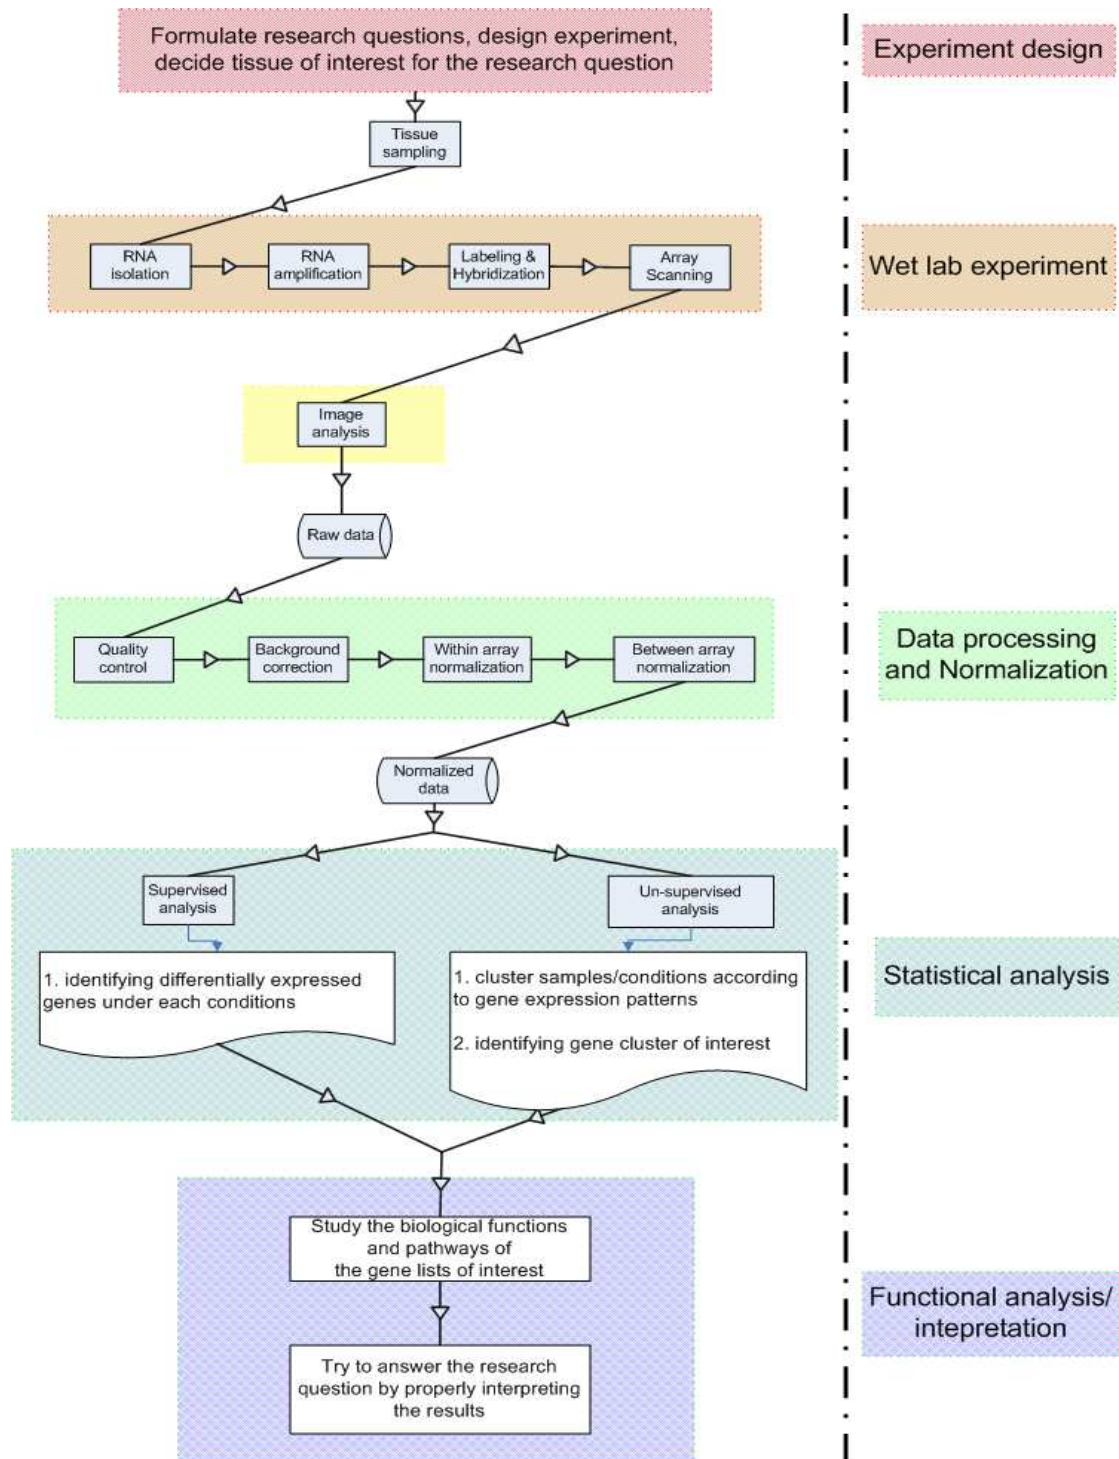 Formulate research questions, design experiment,
decide tissue of interest for the research question
Experiment design
Tissue
sampling
RNA
isolation
RNA
amplification
Labeling &
Hybridization
Array
Scanning
Wet lab experiment
Image
analysis
Raw data
Quality
control
Background
correction
Within array
normalization
Between array
normalization
Data processing
and Normalization
Normalized
data
Supervised
analysis
Un-supervised
analysis
1. identifying differentially expressed
genes under each conditions
1. cluster samples/conditions according
to gene expression patterns
2. identifying gene cluster of interest
Statistical analysis
Study the biological functions
and pathways of
the gene lists of interest
Try to answer the research
question by properly interpreting
the results
Functional analysis/
intepretation